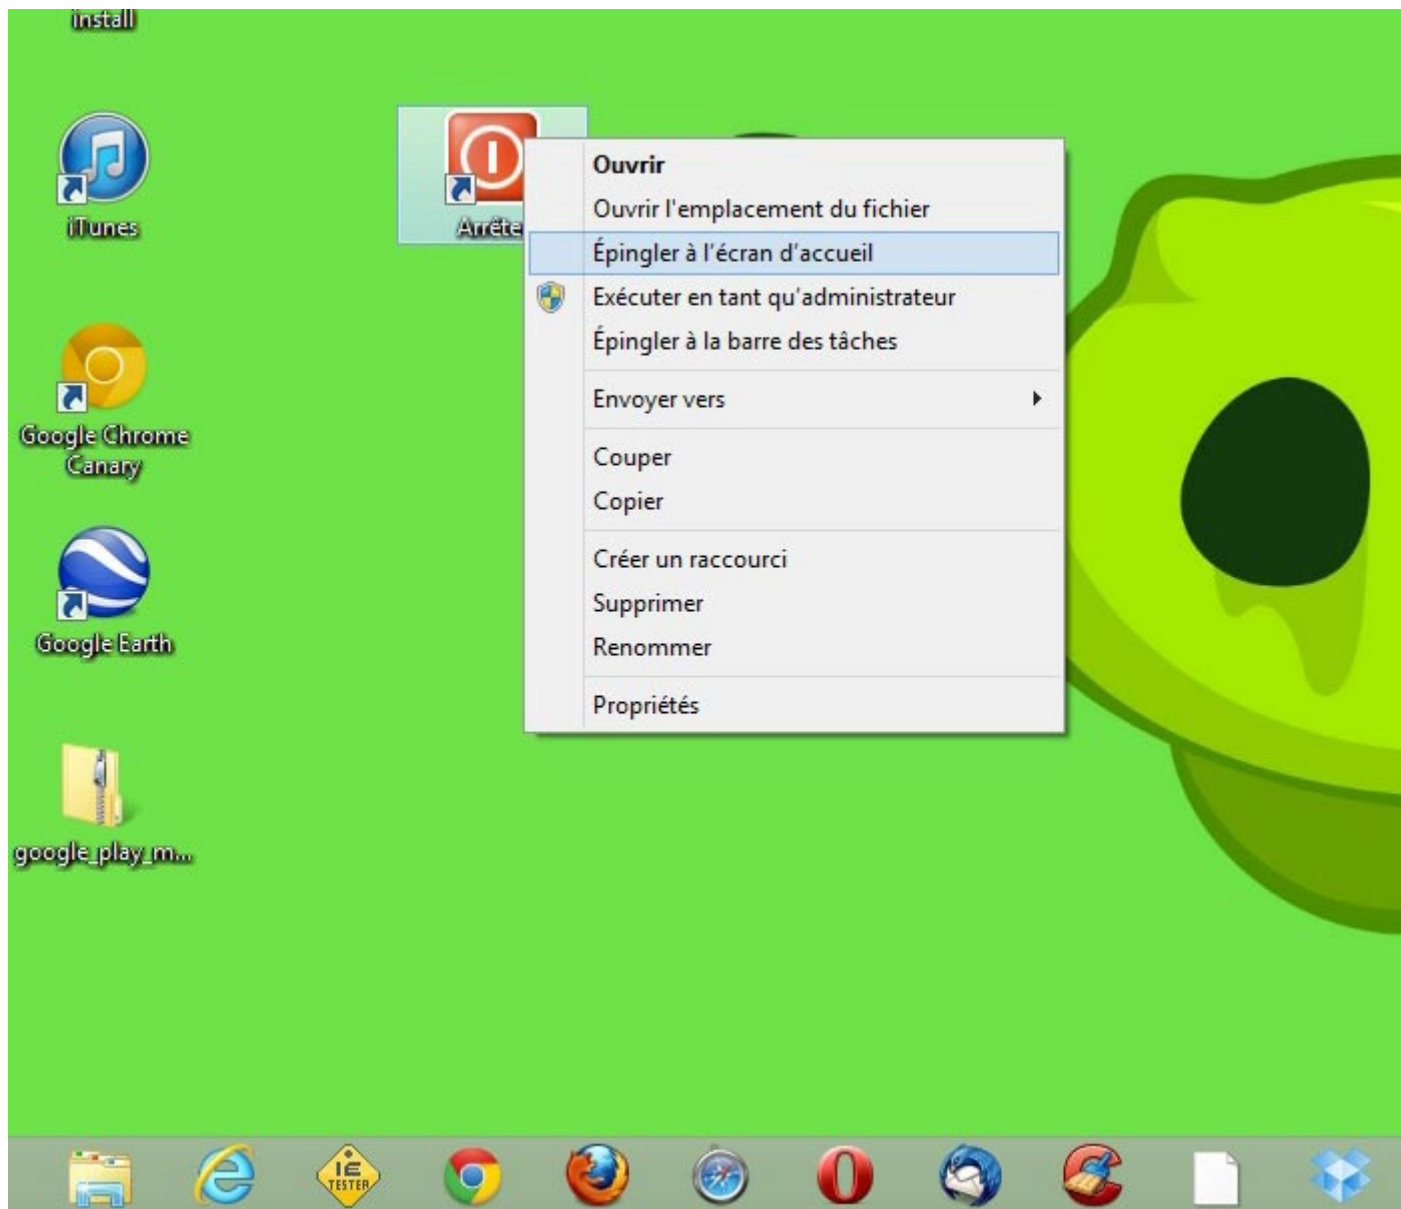 install
iTunes
Google Chrome
Canary
Google Earth
google_play_m...
Arrête
Ouvrir
Ouvrir l'emplacement du fichier
Épingler à l'écran d'accueil
Exécuter en tant qu'administrateur
Épingler à la barre des tâches
Envoyer vers
Couper
Copier
Créer un raccourci
Supprimer
Renommer
Propriétés
IE
TESTER